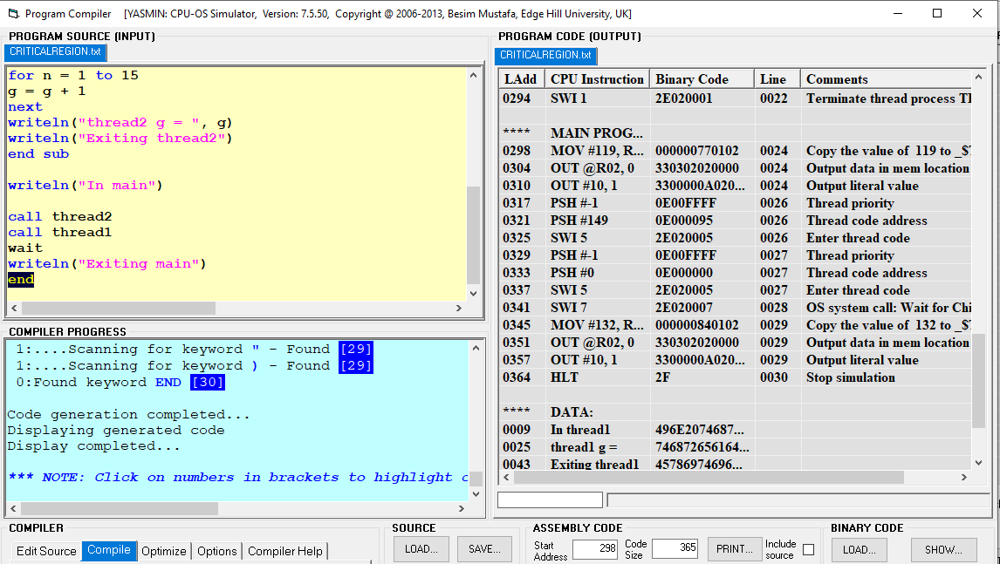 Program Compiler [YASMIN: CPU-OS Simulator, Version: 7.5.50, Copyright @ 2006-2013, Besim Mustafa, Edge Hill University, UK]
PROGRAM SOURCE (INPUT)
CRITICALREGION.txt
for n = 1 to 15
g = g + 1
next
writeln("thread2 g = ", g)
writeln("Exiting thread2")
end sub
writeln("In main")
call thread2
call thread1
wait
writeln("Exiting main")
end
COMPILER PROGRESS
1:....Scanning for keyword " - Found [29]
1:....Scanning for keyword ) - Found [29]
0:Found keyword END [30]
Code generation completed...
Displaying generated code
Display completed...
*** NOTE: Click on numbers in brackets to highlight
COMPILER
Edit Source Compile Optimize Options Compiler Help
SOURCE
LOAD... SAVE...
PROGRAM CODE (OUTPUT)
CRITICALREGION.txt
LAdd CPU Instruction Binary Code Line Comments
0294 SWI 1 2E020001 0022 Terminate thread process
**** MAIN PROG...
0298 MOV #119, R... 000000770102 0024 Copy the value of 119 to
0304 OUT @R02, 0 330302020000 0024 Output data in mem location
0310 OUT #10, 1 3300000A020... 0024 Output literal value
0317 PSH #-1 0E00FFFF 0026 Thread priority
0321 PSH #149 0E000095 0026 Thread code address
0325 SWI 5 2E020005 0026 Enter thread code
0329 PSH #-1 0E00FFFF 0027 Thread priority
0333 PSH #0 0E000000 0027 Thread code address
0337 SWI 5 2E020005 0027 Enter thread code
0341 SWI 7 2E020007 0028 OS system call: Wait for Chi
0345 MOV #132, R... 000000840102 0029 Copy the value of 132 to
0351 OUT @R02, 0 330302020000 0029 Output data in mem location
0357 OUT #10, 1 3300000A020... 0029 Output literal value
0364 HLT 2F 0030 Stop simulation
**** DATA:
0009 In thread1 496E2074687...
0025 thread1 g = 746872656164...
0043 Exiting thread1 45786974696...
ASSEMBLY CODE
Start Address 298 Code Size 365 PRINT... Include source
BINARY CODE
LOAD... SHOW...